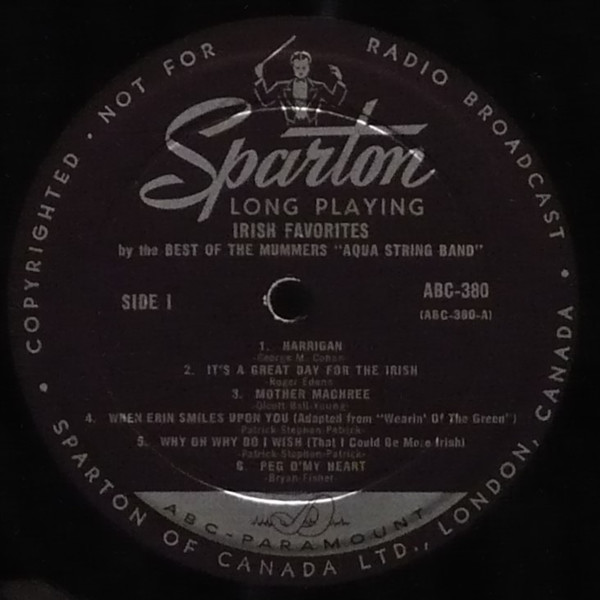 COPYRIGHTED · NOT FOR RADIO BROADCAST ·
Sparton
LONG PLAYING
IRISH FAVORITES
by the BEST OF THE MUMMERS "AQUA STRING BAND"
SIDE I
ABC-380
(ABC-380-A)
1. HARRIGAN
-George M. Cohan-
2. IT'S A GREAT DAY FOR THE IRISH
-Roger Edens-
3. MOTHER MACHREE
-Olcott-Ball-Young-
4. WHEN ERIN SMILES UPON YOU (Adapted from "Wearin' Of The Green")
-Patrick-Stephen-Patrick-
5. WHY OH WHY DO I WISH (That I Could Be More Irish)
-Patrick-Stephen-Patrick-
6. PEG O'MY HEART
-Bryan-Fisher-
ABC-PARAMOUNT
SPARTON OF CANADA LTD., LONDON, CANADA